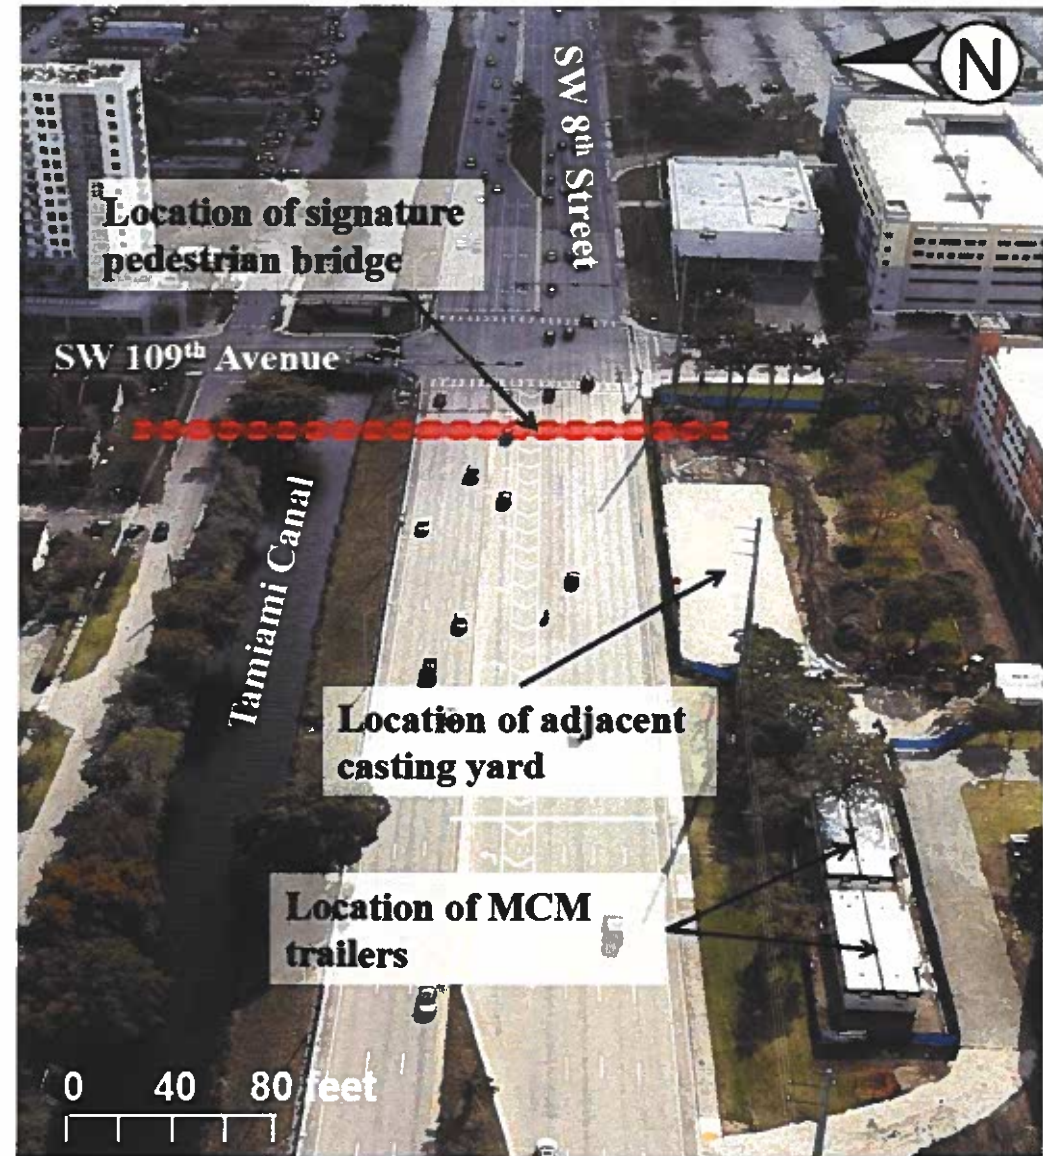 N
SW 8th Street
Location of signature
pedestrian bridge
SW 109th Avenue
Tamiami Canal
Location of adjacent
casting yard
Location of MCM
trailers
0 40 80 feet